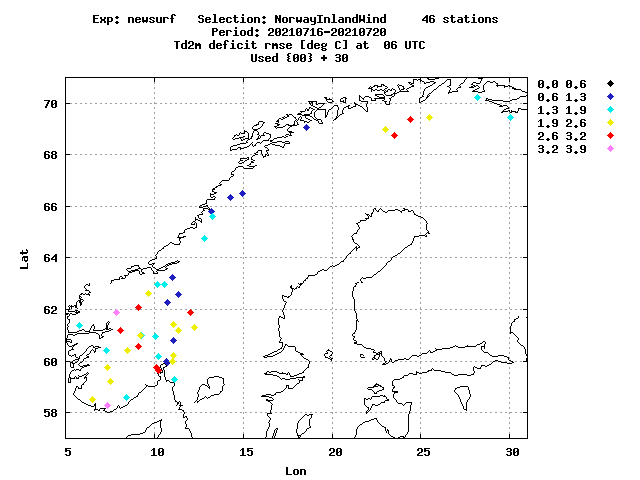 Exp: newsurf Selection: NorwayInlandWind 46 stations
Period: 20210716-20210720
Td2m deficit rmse [deg C] at 06 UTC
Used {00} + 30
0.0 0.6
0.6 1.3
1.3 1.9
1.9 2.6
2.6 3.2
3.2 3.9
70
68
66
64
62
60
58
Lat
5 10 15 20 25 30
Lon